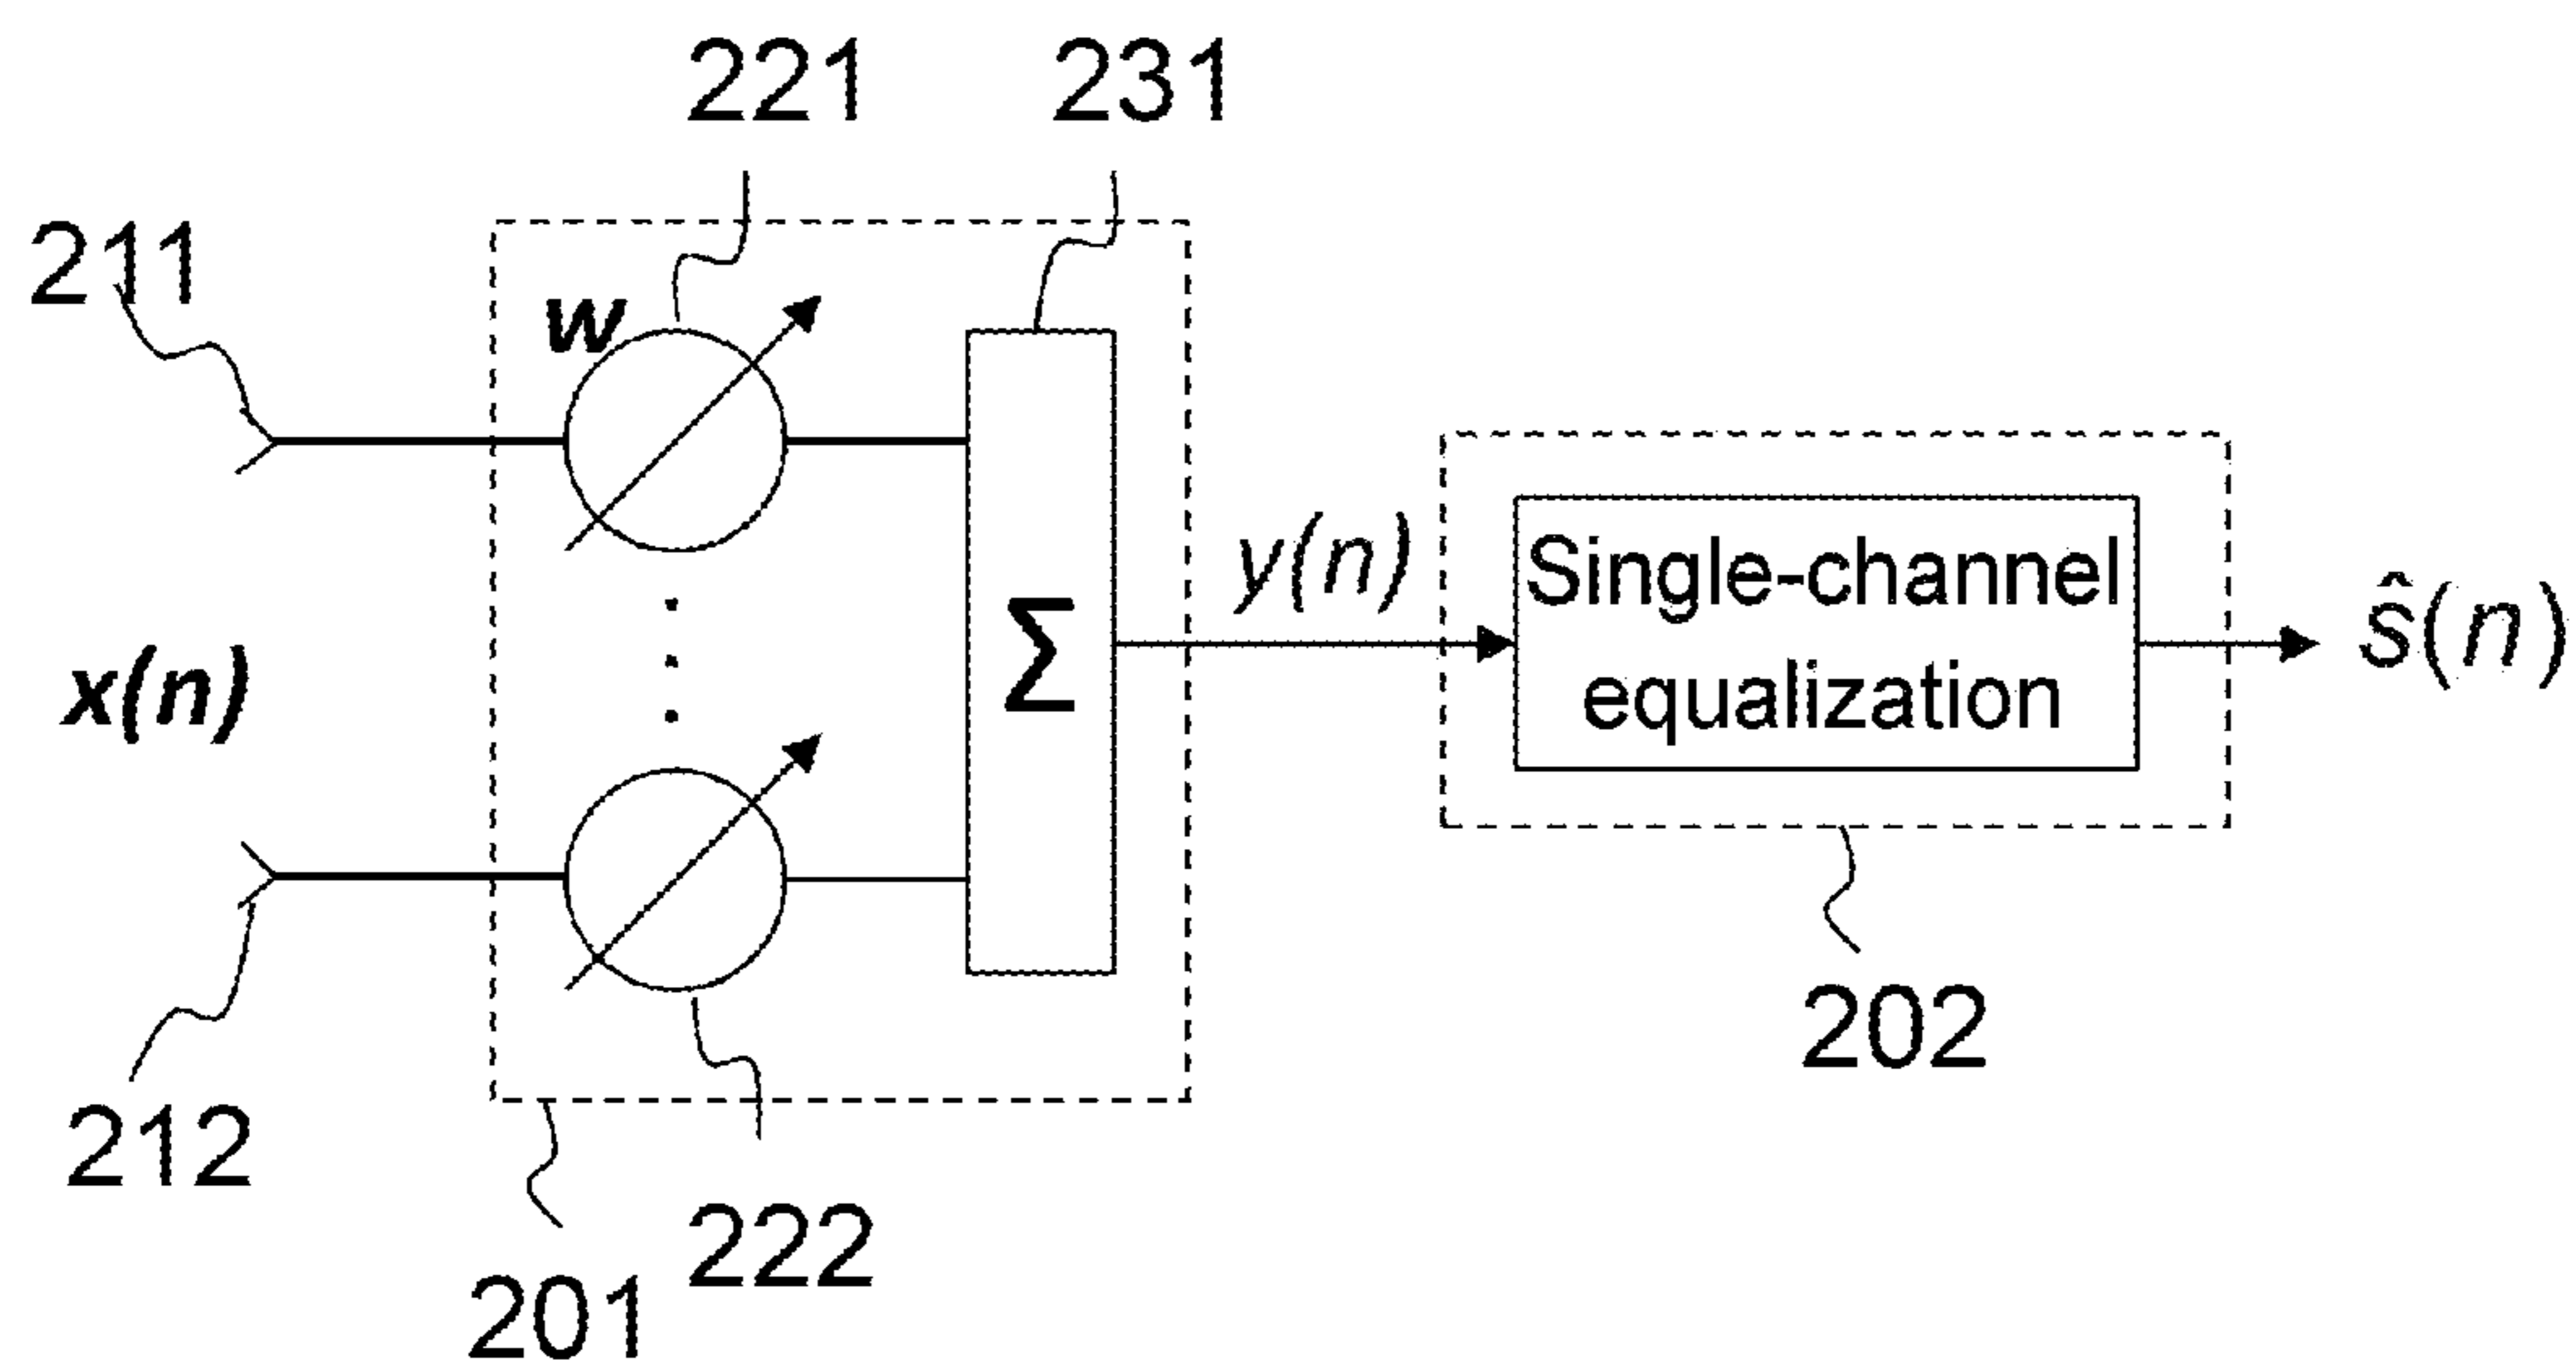 221 231
211
w
Σ
y(n)
Single-channel
equalization
ŝ(n)
x(n)
202
212
222
201